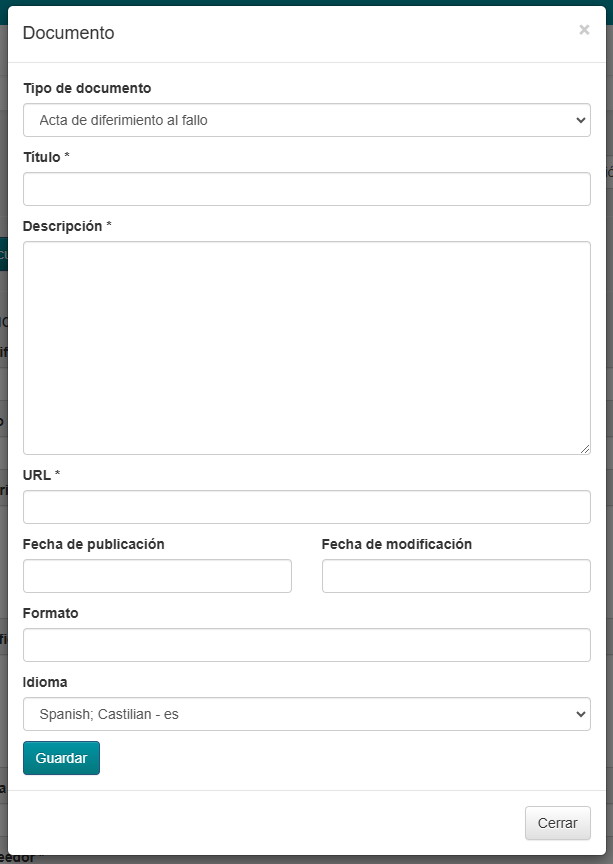 Documento
×
Tipo de documento
Acta de diferimiento al fallo
Título *
Descripción *
URL *
Fecha de publicación Fecha de modificación
Formato
Idioma
Spanish; Castilian - es
Guardar
Cerrar